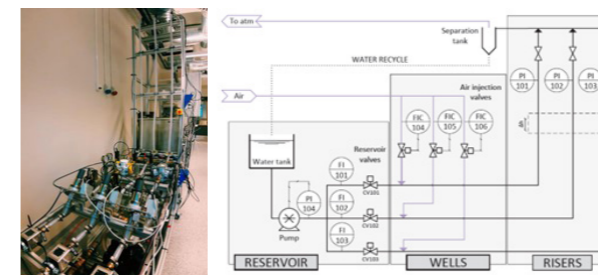 To atm
Separation
tank
WATER RECYCLE
Air
Air injection
valves
PI
101
PI
102
PI
103
FIC
104
FIC
105
FIC
106
Reservoir
valves
Water tank
FI
101
PI
104
FI
102
FI
103
CV101
CV102
CV103
Pump
RESERVOIR
WELLS
RISERS